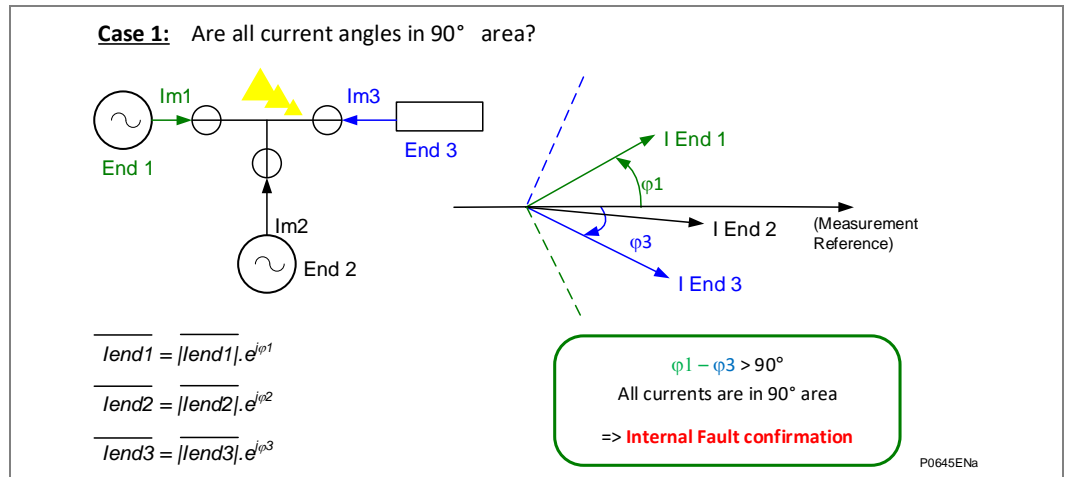 Case 1: Are all current angles in 90° area?
Im1
Im3
End 1
End 3
Im2
End 2
I End 1
φ1
I End 2
(Measurement
Reference)
φ3
I End 3
Iend1 = |Iend1|.e^jφ1
Iend2 = |Iend2|.e^jφ2
Iend3 = |Iend3|.e^jφ3
φ1 – φ3 > 90°
All currents are in 90° area
=> Internal Fault confirmation
P0645ENa